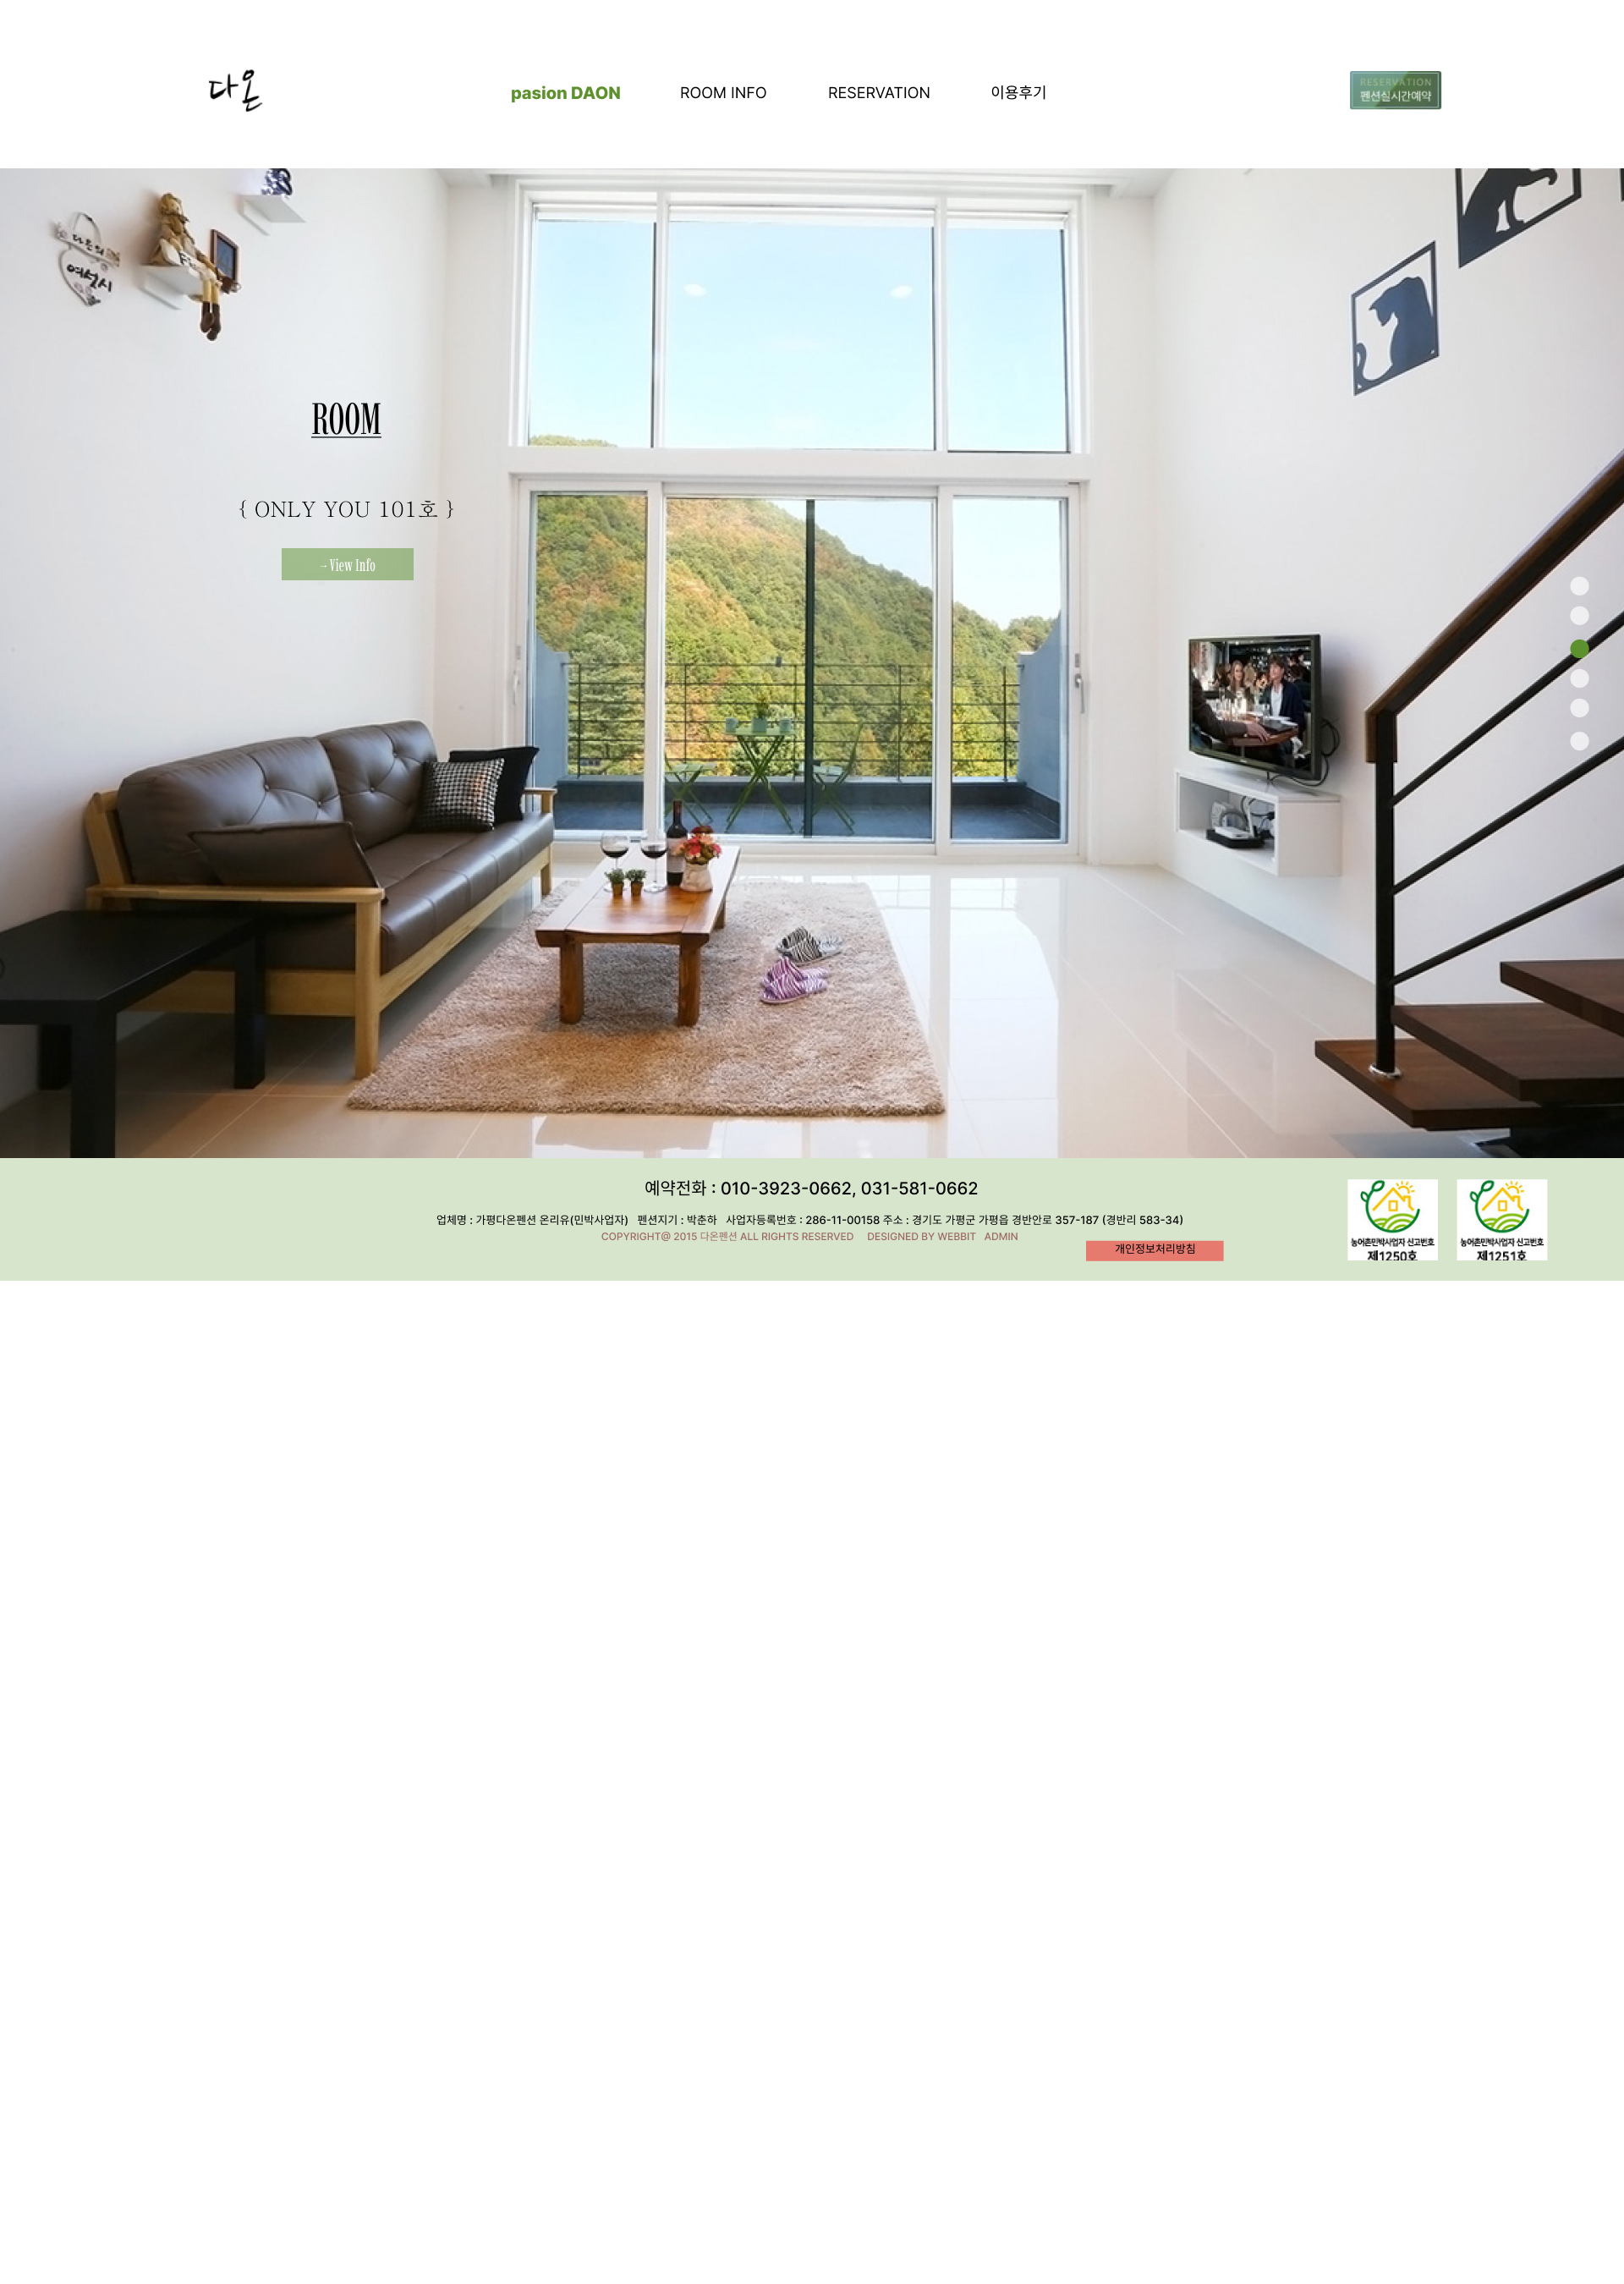 다온
pasion DAON
ROOM INFO
RESERVATION
이용후기
RESERVATION
펜션실시간예약
다온의
여섯시
ROOM
{ ONLY YOU 101호 }
→View Info
예약전화 : 010-3923-0662, 031-581-0662
업체명 : 가평다온펜션 온리유(민박사업자) 펜션지기 : 박춘하 사업자등록번호 : 286-11-00158 주소 : 경기도 가평군 가평읍 경반안로 357-187 (경반리 583-34)
COPYRIGHT@ 2015 다온펜션 ALL RIGHTS RESERVED DESIGNED BY WEBBIT ADMIN
개인정보처리방침
농어촌민박사업자 신고번호
제1250호
농어촌민박사업자 신고번호
제1251호